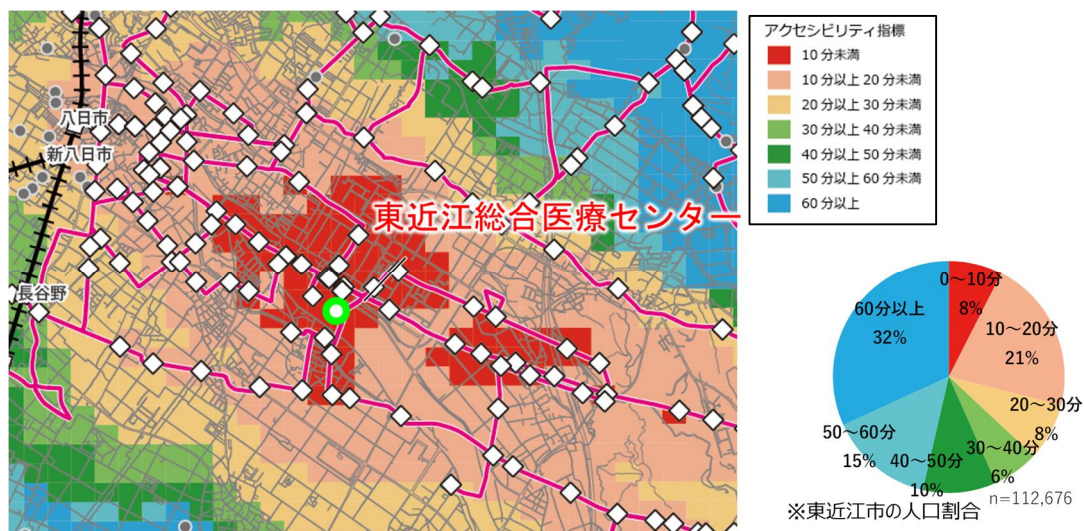 八日市
新八日市
長谷野
東近江総合医療センター
アクセシビリティ指標
10分未満
10分以上20分未満
20分以上30分未満
30分以上40分未満
40分以上50分未満
50分以上60分未満
60分以上
0～10分
8%
10～20分
21%
20～30分
8%
30～40分
6%
40～50分
10%
50～60分
15%
60分以上
32%
n=112,676
※東近江市の人口割合